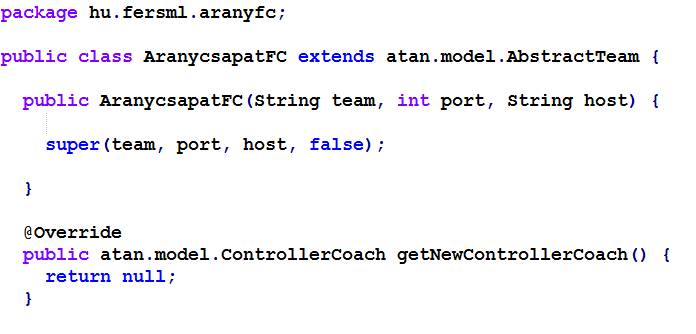 package hu.fersml.aranyfc;
public class AranycsapatFC extends atan.model.AbstractTeam {
public AranycsapatFC(String team, int port, String host) {
super(team, port, host, false);
}
@Override
public atan.model.ControllerCoach getNewControllerCoach() {
return null;
}